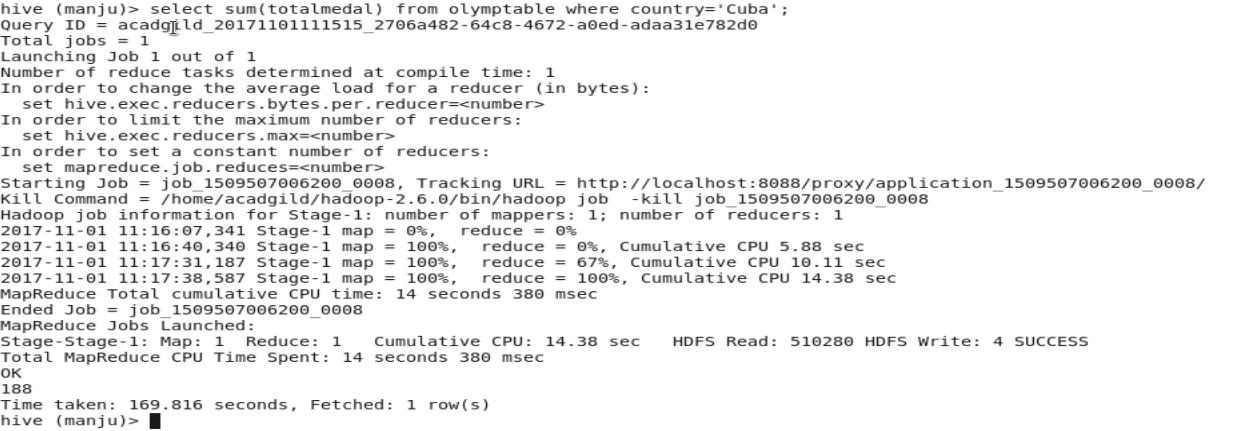 hive (manju)> select sum(totalmedal) from olymptable where country='Cuba';
Query ID = acadgild_20171101111515_2706a482-64c8-4672-a0ed-adaa31e782d0
Total jobs = 1
Launching Job 1 out of 1
Number of reduce tasks determined at compile time: 1
In order to change the average load for a reducer (in bytes):
  set hive.exec.reducers.bytes.per.reducer=<number>
In order to limit the maximum number of reducers:
  set hive.exec.reducers.max=<number>
In order to set a constant number of reducers:
  set mapreduce.job.reduces=<number>
Starting Job = job_1509507006200_0008, Tracking URL = http://localhost:8088/proxy/application_1509507006200_0008/
Kill Command = /home/acadgild/hadoop-2.6.0/bin/hadoop job  -kill job_1509507006200_0008
Hadoop job information for Stage-1: number of mappers: 1; number of reducers: 1
2017-11-01 11:16:07,341 Stage-1 map = 0%,  reduce = 0%
2017-11-01 11:16:40,340 Stage-1 map = 100%,  reduce = 0%, Cumulative CPU 5.88 sec
2017-11-01 11:17:31,187 Stage-1 map = 100%,  reduce = 67%, Cumulative CPU 10.11 sec
2017-11-01 11:17:38,587 Stage-1 map = 100%,  reduce = 100%, Cumulative CPU 14.38 sec
MapReduce Total cumulative CPU time: 14 seconds 380 msec
Ended Job = job_1509507006200_0008
MapReduce Jobs Launched:
Stage-Stage-1: Map: 1  Reduce: 1   Cumulative CPU: 14.38 sec   HDFS Read: 510280 HDFS Write: 4 SUCCESS
Total MapReduce CPU Time Spent: 14 seconds 380 msec
OK
188
Time taken: 169.816 seconds, Fetched: 1 row(s)
hive (manju)>